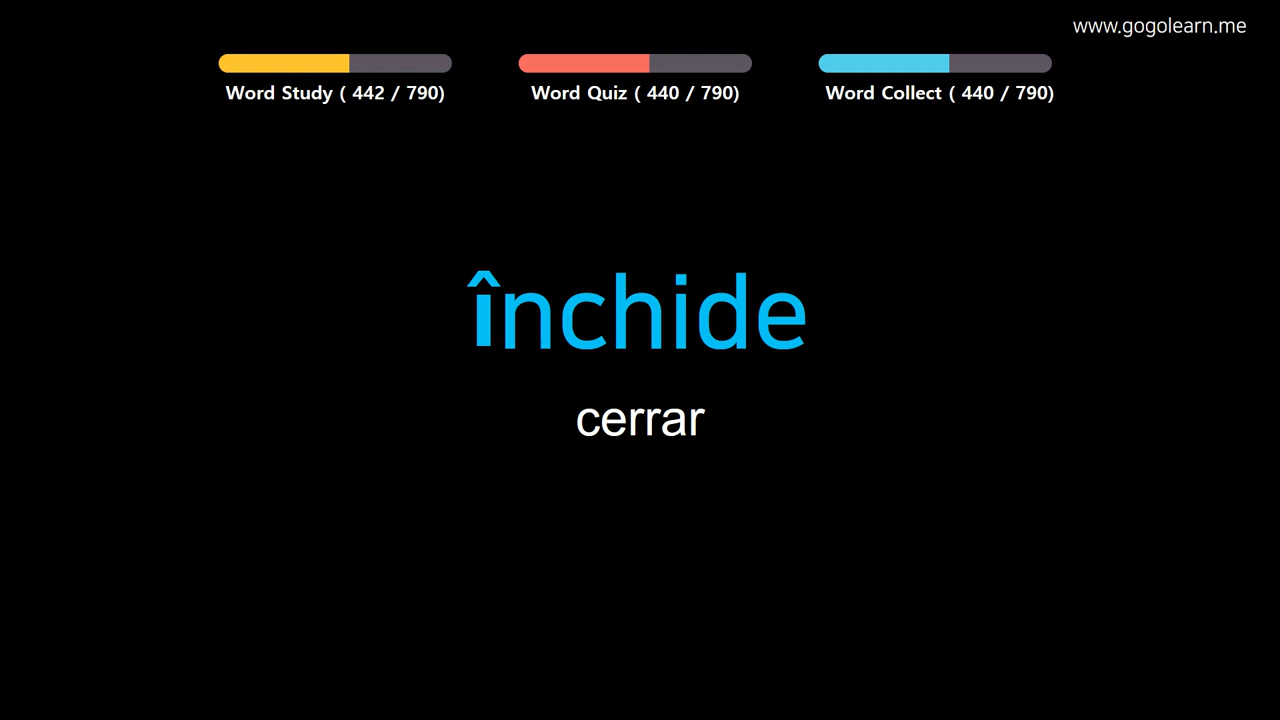 www.gogolearn.me
Word Study ( 442 / 790)
Word Quiz ( 440 / 790)
Word Collect ( 440 / 790)
închide
cerrar